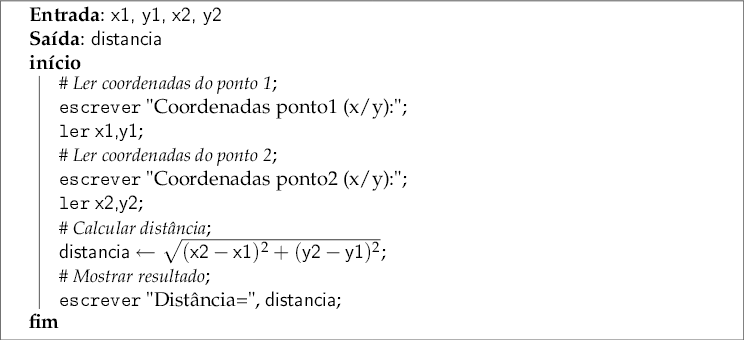 Entrada: x1, y1, x2, y2
Saída: distancia
início
# Ler coordenadas do ponto 1;
escrever "Coordenadas ponto1 (x/y):";
ler x1,y1;
# Ler coordenadas do ponto 2;
escrever "Coordenadas ponto2 (x/y):";
ler x2,y2;
# Calcular distância;
distancia ← √(x2 − x1)² + (y2 − y1)²;
# Mostrar resultado;
escrever "Distância=", distancia;
fim